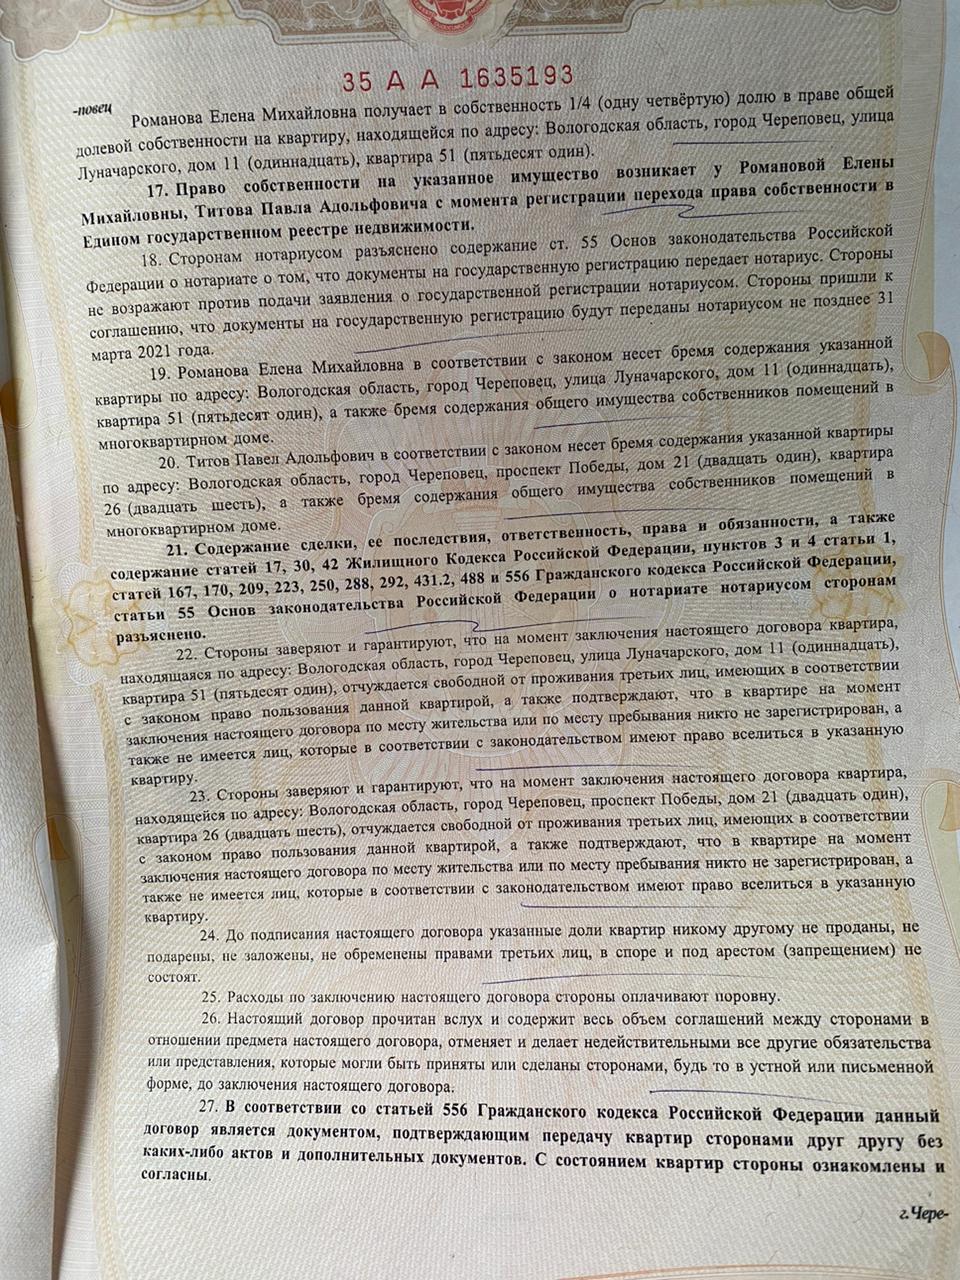 35 А А 1635193
-повец
Романова Елена Михайловна получает в собственность 1/4 (одну четвёртую) долю в праве общей
долевой собственности на квартиру, находящейся по адресу: Вологодская область, город Череповец, улица
Луначарского, дом 11 (одиннадцать), квартира 51 (пятьдесят один).
17. Право собственности на указанное имущество возникает у Романовой Елены
Михайловны, Титова Павла Адольфовича с момента регистрации перехода права собственности в
Едином государственном реестре недвижимости.
18. Сторонам нотариусом разъяснено содержание ст. 55 Основ законодательства Российской
Федерации о нотариате о том, что документы на государственную регистрацию передает нотариус. Стороны
не возражают против подачи заявления о государственной регистрации нотариусом. Стороны пришли к
соглашению, что документы на государственную регистрацию будут переданы нотариусом не позднее 31
марта 2021 года.
19. Романова Елена Михайловна в соответствии с законом несет бремя содержания указанной
квартиры по адресу: Вологодская область, город Череповец, улица Луначарского, дом 11 (одиннадцать),
квартира 51 (пятьдесят один), а также бремя содержания общего имущества собственников помещений в
многоквартирном доме.
20. Титов Павел Адольфович в соответствии с законом несет бремя содержания указанной квартиры
по адресу: Вологодская область, город Череповец, проспект Победы, дом 21 (двадцать один), квартира
26 (двадцать шесть), а также бремя содержания общего имущества собственников помещений в
многоквартирном доме.
21. Содержание сделки, ее последствия, ответственность, права и обязанности, а также
содержание статей 17, 30, 42 Жилищного Кодекса Российской Федерации, пунктов 3 и 4 статьи 1,
статей 167, 170, 209, 223, 250, 288, 292, 431.2, 488 и 556 Гражданского кодекса Российской Федерации,
статьи 55 Основ законодательства Российской Федерации о нотариате нотариусом сторонам
разъяснено.
22. Стороны заверяют и гарантируют, что на момент заключения настоящего договора квартира,
находящаяся по адресу: Вологодская область, город Череповец, улица Луначарского, дом 11 (одиннадцать),
квартира 51 (пятьдесят один), отчуждается свободной от проживания третьих лиц, имеющих в соответствии
с законом право пользования данной квартирой, а также подтверждают, что в квартире на момент
заключения настоящего договора по месту жительства или по месту пребывания никто не зарегистрирован, а
также не имеется лиц, которые в соответствии с законодательством имеют право вселиться в указанную
квартиру.
23. Стороны заверяют и гарантируют, что на момент заключения настоящего договора квартира,
находящейся по адресу: Вологодская область, город Череповец, проспект Победы, дом 21 (двадцать один),
квартира 26 (двадцать шесть), отчуждается свободной от проживания третьих лиц, имеющих в соответствии
с законом право пользования данной квартирой, а также подтверждают, что в квартире на момент
заключения настоящего договора по месту жительства или по месту пребывания никто не зарегистрирован, а
также не имеется лиц, которые в соответствии с законодательством имеют право вселиться в указанную
квартиру.
24. До подписания настоящего договора указанные доли квартир никому другому не проданы, не
подарены, не заложены, не обременены правами третьих лиц, в споре и под арестом (запрещением) не
состоят.
25. Расходы по заключению настоящего договора стороны оплачивают поровну.
26. Настоящий договор прочитан вслух и содержит весь объем соглашений между сторонами в
отношении предмета настоящего договора, отменяет и делает недействительными все другие обязательства
или представления, которые могли быть приняты или сделаны сторонами, будь то в устной или письменной
форме, до заключения настоящего договора.
27. В соответствии со статьей 556 Гражданского кодекса Российской Федерации данный
договор является документом, подтверждающим передачу квартир сторонами друг другу без
каких-либо актов и дополнительных документов. С состоянием квартир стороны ознакомлены и
согласны.
г.Чере-